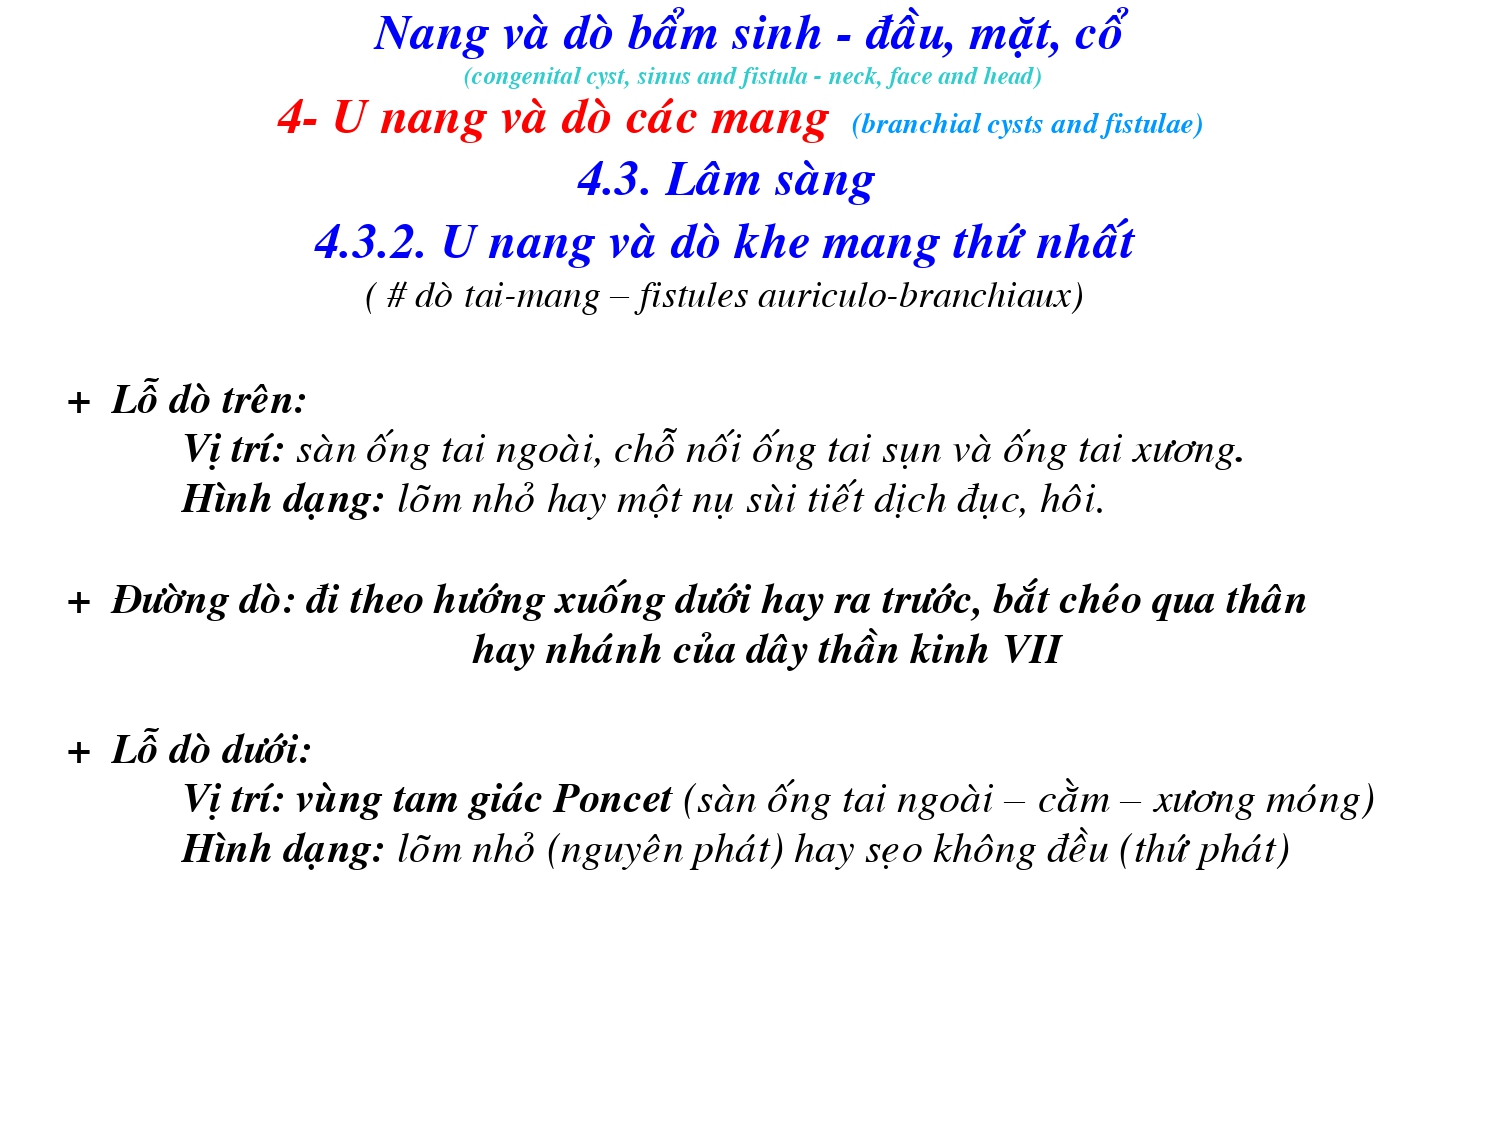 Nang và dò bẩm sinh - đầu, mặt, cổ
(congenital cyst, sinus and fistula - neck, face and head)
4- U nang và dò các mang (branchial cysts and fistulae)
4.3. Lâm sàng
4.3.2. U nang và dò khe mang thứ nhất
( # dò tai-mang – fistules auriculo-branchiaux)
+ Lỗ dò trên:
Vị trí: sàn ống tai ngoài, chỗ nối ống tai sụn và ống tai xương.
Hình dạng: lõm nhỏ hay một nụ sùi tiết dịch đục, hôi.
+ Đường dò: đi theo hướng xuống dưới hay ra trước, bắt chéo qua thân
hay nhánh của dây thần kinh VII
+ Lỗ dò dưới:
Vị trí: vùng tam giác Poncet (sàn ống tai ngoài – cằm – xương móng)
Hình dạng: lõm nhỏ (nguyên phát) hay sẹo không đều (thứ phát)